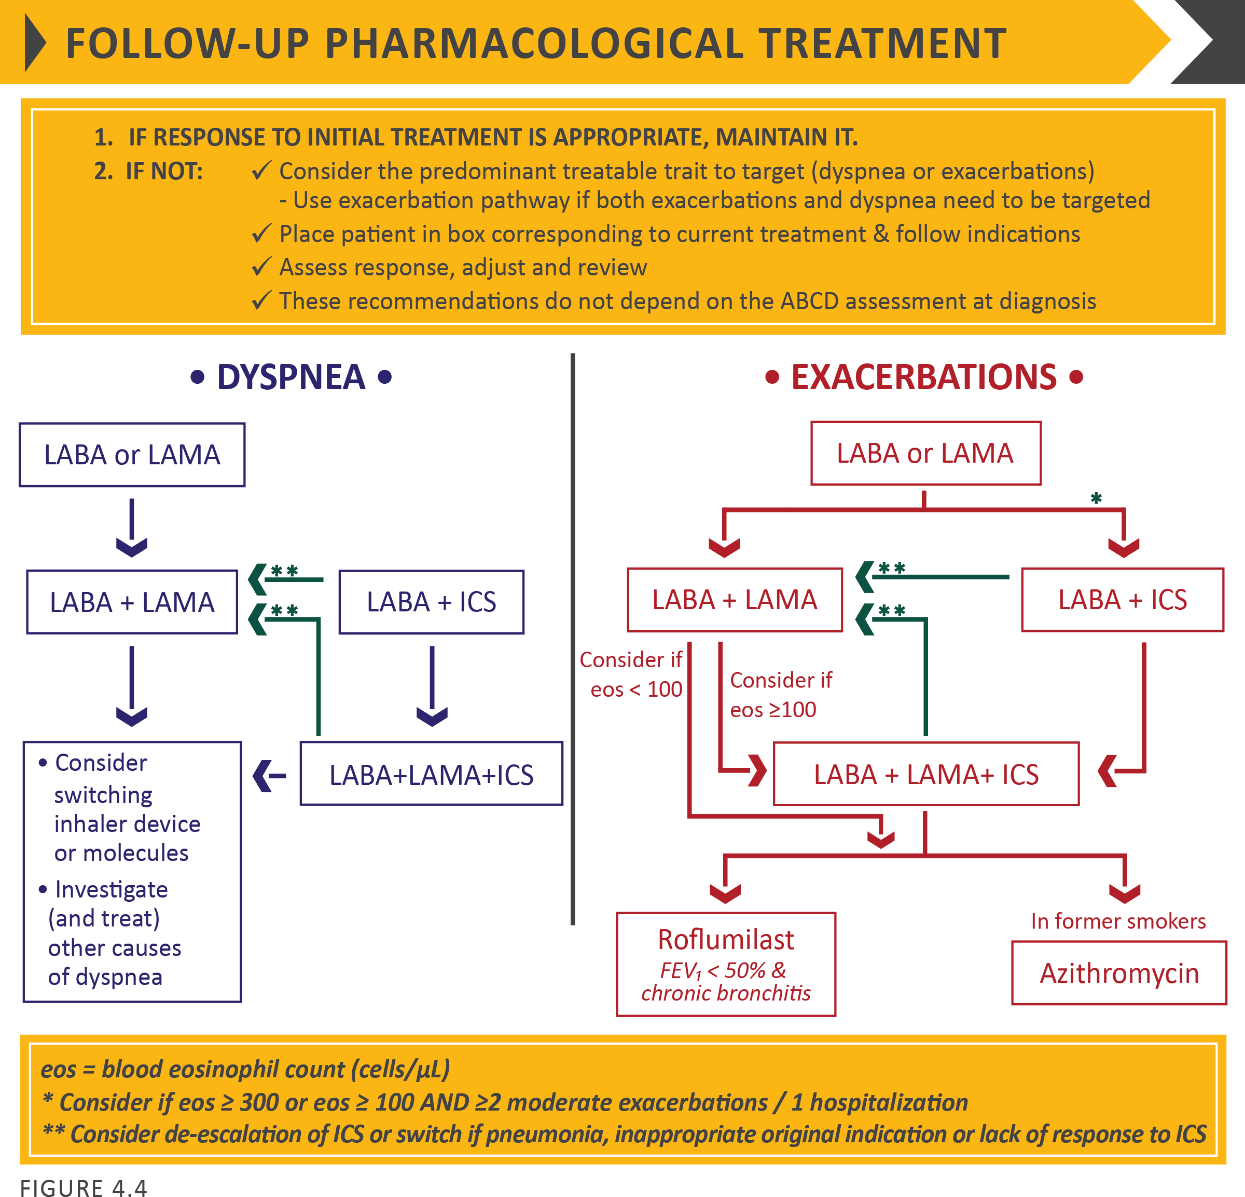 FOLLOW-UP PHARMACOLOGICAL TREATMENT
1. IF RESPONSE TO INITIAL TREATMENT IS APPROPRIATE, MAINTAIN IT.
2. IF NOT: ✓ Consider the predominant treatable trait to target (dyspnea or exacerbations)
- Use exacerbation pathway if both exacerbations and dyspnea need to be targeted
✓ Place patient in box corresponding to current treatment & follow indications
✓ Assess response, adjust and review
✓ These recommendations do not depend on the ABCD assessment at diagnosis
• DYSPNEA •
LABA or LAMA
**
LABA + LAMA
LABA + ICS
**
• Consider
switching
inhaler device
or molecules
• Investigate
(and treat)
other causes
of dyspnea
LABA+LAMA+ICS
• EXACERBATIONS •
LABA or LAMA
*
**
LABA + LAMA
LABA + ICS
**
Consider if
eos < 100
Consider if
eos ≥100
LABA + LAMA+ ICS
Roflumilast
FEV₁ < 50% &
chronic bronchitis
In former smokers
Azithromycin
eos = blood eosinophil count (cells/µL)
* Consider if eos ≥ 300 or eos ≥ 100 AND ≥2 moderate exacerbations / 1 hospitalization
** Consider de-escalation of ICS or switch if pneumonia, inappropriate original indication or lack of response to ICS
FIGURE 4.4